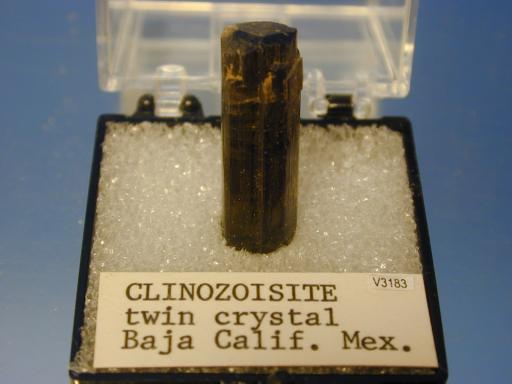 V3183
CLINOZOISITE
twin crystal
Baja Calif. Mex.